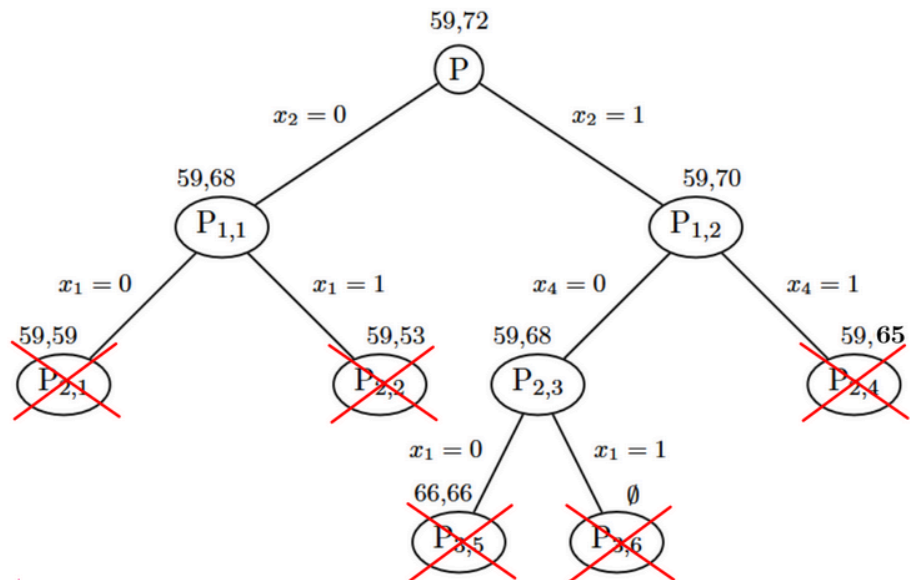 59,72
P
x₂ = 0
x₂ = 1
59,68
59,70
P₁,₁
P₁,₂
x₁ = 0
x₁ = 1
x₄ = 0
x₄ = 1
59,59
59,53
59,68
59,65
P₂,₁
P₂,₂
P₂,₃
P₂,₄
x₁ = 0
x₁ = 1
66,66
∅
P₃,₅
P₃,₆